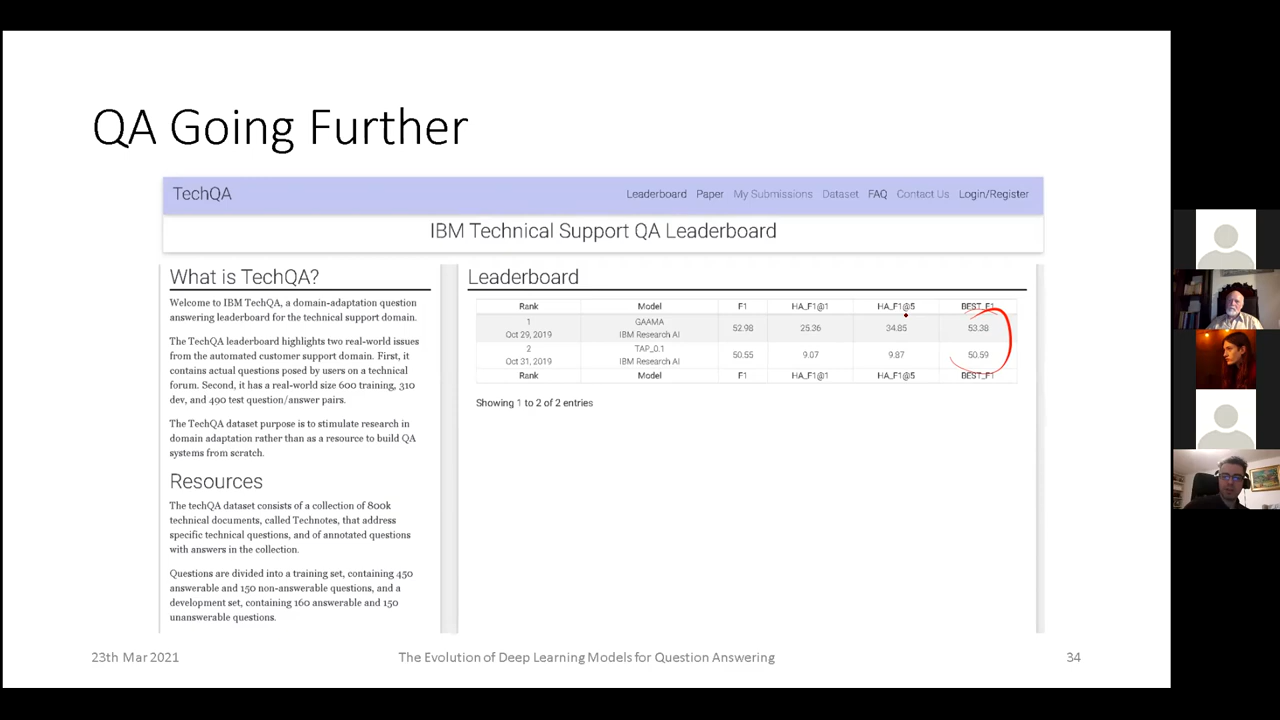 QA Going Further
TechQA
Leaderboard Paper My Submissions Dataset FAQ Contact Us Login/Register
IBM Technical Support QA Leaderboard
What is TechQA?
Welcome to IBM TechQA, a domain-adaptation question
answering leaderboard for the technical support domain.
The TechQA leaderboard highlights two real-world issues
from the automated customer support domain. First, it
contains actual questions posed by users on a technical
forum. Second, it has a real-world size 600 training, 310
dev, and 490 test question/answer pairs.
The TechQA dataset purpose is to stimulate research in
domain adaptation rather than as a resource to build QA
systems from scratch.
Resources
The techQA dataset consists of a collection of 800k
technical documents, called Technotes, that address
specific technical questions, and of annotated questions
with answers in the collection.
Questions are divided into a training set, containing 450
answerable and 150 non-answerable questions, and a
development set, containing 160 answerable and 150
unanswerable questions.
Leaderboard
Rank Model F1 HA_F1@1 HA_F1@5 BEST_F1
1 GAAMA
52.98 25.36 34.85 53.38
Oct 29, 2019 IBM Research AI
2 TAP_0.1
50.55 9.07 9.87 50.59
Oct 31, 2019 IBM Research AI
Rank Model F1 HA_F1@1 HA_F1@5 BEST_F1
Showing 1 to 2 of 2 entries
23th Mar 2021 The Evolution of Deep Learning Models for Question Answering 34